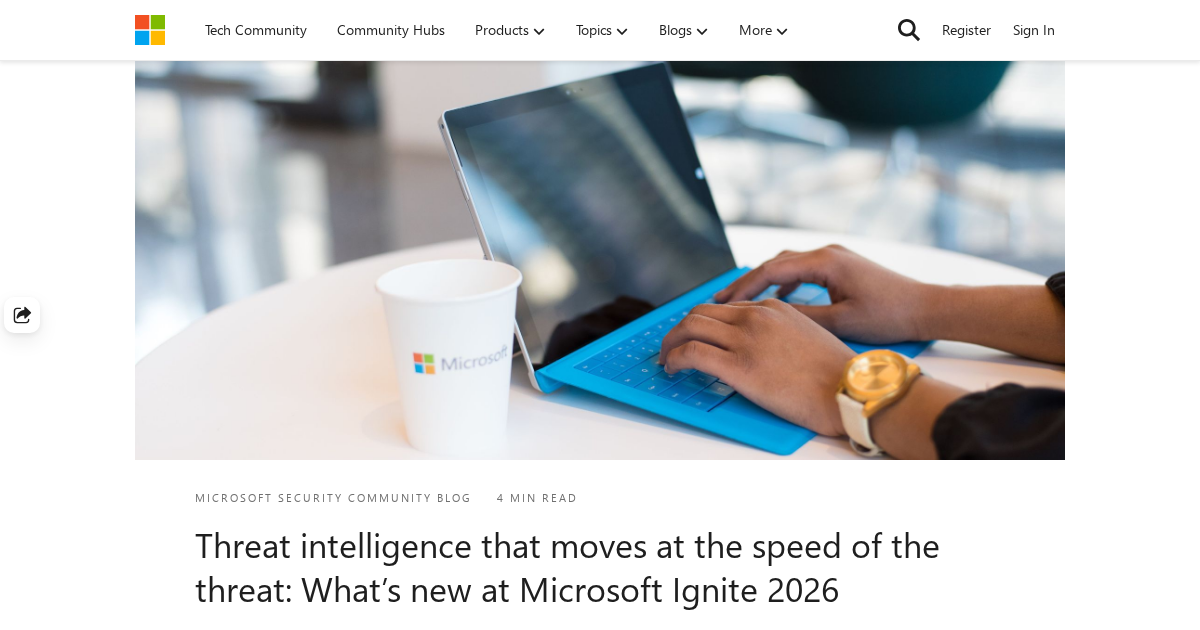 Tech Community
Community Hubs
Products
Topics
Blogs
More
Register
Sign In
Microsoft
MICROSOFT SECURITY COMMUNITY BLOG
4 MIN READ
Threat intelligence that moves at the speed of the
threat: What’s new at Microsoft Ignite 2026